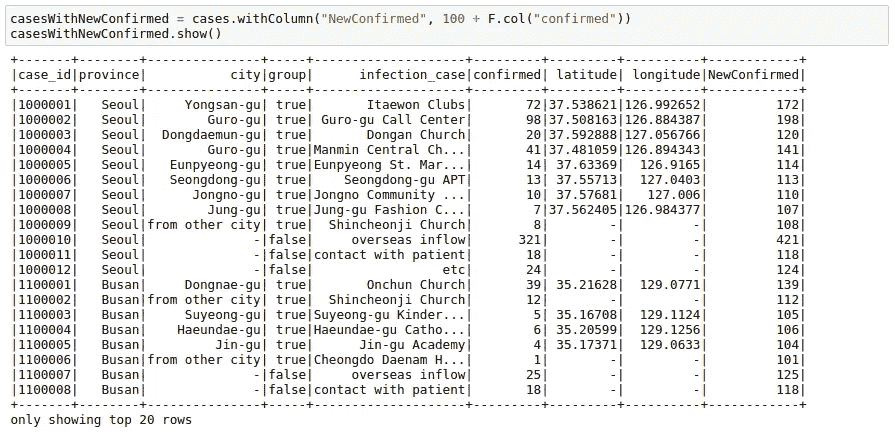 casesWithNewConfirmed = cases.withColumn("NewConfirmed", 100 + F.col("confirmed"))
casesWithNewConfirmed.show()
+-------+--------+---------------+-----+--------------------+---------+---------+----------+------------+
|case_id|province|           city|group|      infection_case|confirmed| latitude| longitude|NewConfirmed|
+-------+--------+---------------+-----+--------------------+---------+---------+----------+------------+
|1000001|   Seoul|     Yongsan-gu| true|       Itaewon Clubs|       72|37.538621|126.992652|         172|
|1000002|   Seoul|        Guro-gu| true| Guro-gu Call Center|       98|37.508163|126.884387|         198|
|1000003|   Seoul|  Dongdaemun-gu| true|       Dongan Church|       20|37.592888|127.056766|         120|
|1000004|   Seoul|        Guro-gu| true|Manmin Central Ch...|       41|37.481059|126.894343|         141|
|1000005|   Seoul|   Eunpyeong-gu| true|Eunpyeong St. Mar...|       14| 37.63369|  126.9165|         114|
|1000006|   Seoul|   Seongdong-gu| true|    Seongdong-gu APT|       13| 37.55713|  127.0403|         113|
|1000007|   Seoul|      Jongno-gu| true|Jongno Community ...|       10| 37.57681|   127.006|         110|
|1000008|   Seoul|        Jung-gu| true|Jung-gu Fashion C...|        7|37.562405|126.984377|         107|
|1000009|   Seoul|from other city| true|  Shincheonji Church|        8|        -|         -|         108|
|1000010|   Seoul|              -|false|     overseas inflow|      321|        -|         -|         421|
|1000011|   Seoul|              -|false|contact with patient|       18|        -|         -|         118|
|1000012|   Seoul|              -|false|                 etc|       24|        -|         -|         124|
|1100001|   Busan|     Dongnae-gu| true|       Onchun Church|       39| 35.21628|  129.0771|         139|
|1100002|   Busan|from other city| true|  Shincheonji Church|       12|        -|         -|         112|
|1100003|   Busan|     Suyeong-gu| true|Suyeong-gu Kinder...|        5| 35.16708|  129.1124|         105|
|1100004|   Busan|    Haeundae-gu| true|Haeundae-gu Catho...|        6| 35.20599|  129.1256|         106|
|1100005|   Busan|         Jin-gu| true|      Jin-gu Academy|        4| 35.17371|  129.0633|         104|
|1100006|   Busan|from other city| true|Cheongdo Daenam H...|        1|        -|         -|         101|
|1100007|   Busan|              -|false|     overseas inflow|       25|        -|         -|         125|
|1100008|   Busan|              -|false|contact with patient|       18|        -|         -|         118|
+-------+--------+---------------+-----+--------------------+---------+---------+----------+------------+
only showing top 20 rows